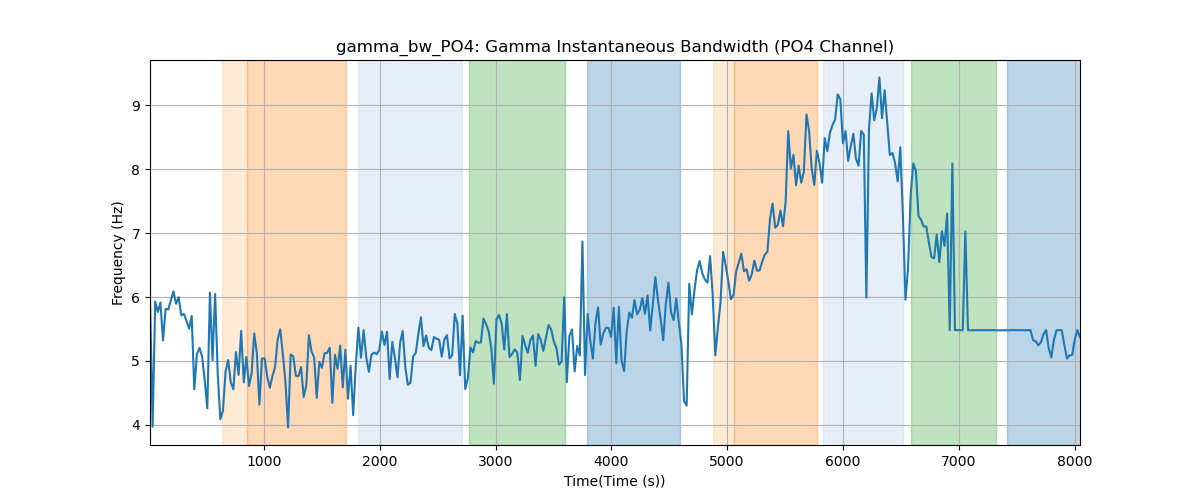 gamma_bw_PO4: Gamma Instantaneous Bandwidth (PO4 Channel)
Frequency (Hz)
9
8
7
6
5
4
1000 2000 3000 4000 5000 6000 7000 8000
Time(Time (s))